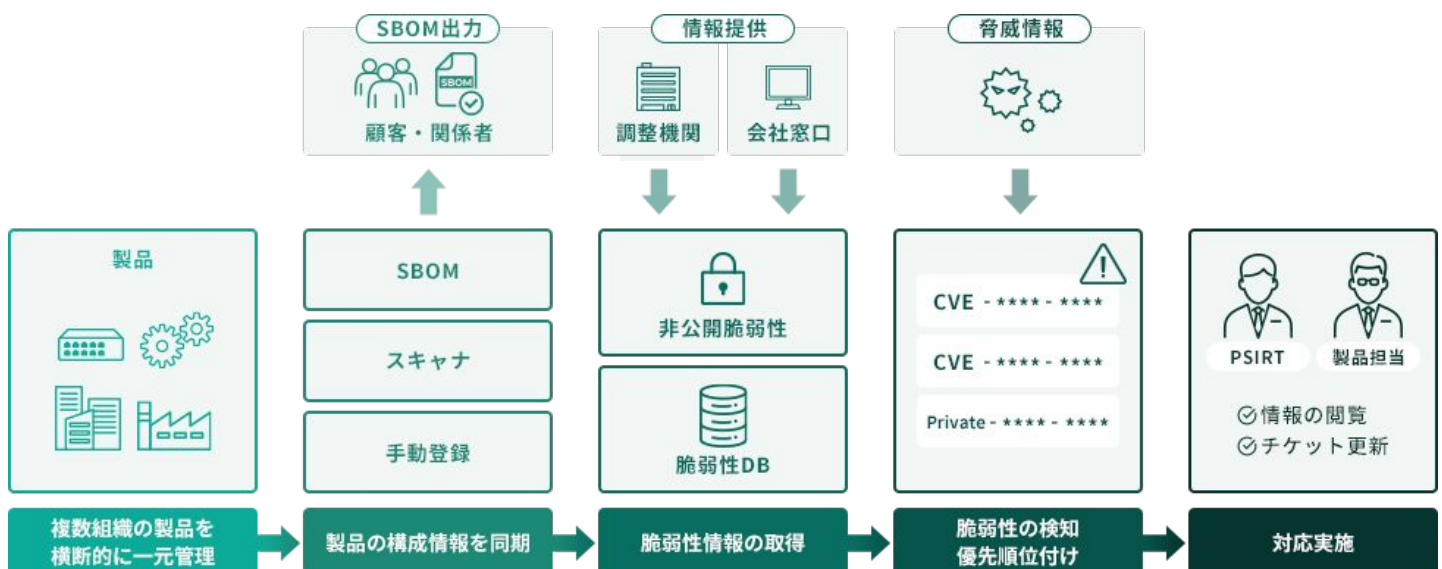 SBOM出力
SBOM
顧客・関係者
情報提供
調整機関
会社窓口
脅威情報
製品
SBOM
スキャナ
手動登録
非公開脆弱性
脆弱性DB
CVE - **** - ****
CVE - **** - ****
Private - **** - ****
PSIRT
製品担当
情報の閲覧
チケット更新
複数組織の製品を
横断的に一元管理
製品の構成情報を同期
脆弱性情報の取得
脆弱性の検知
優先順位付け
対応実施